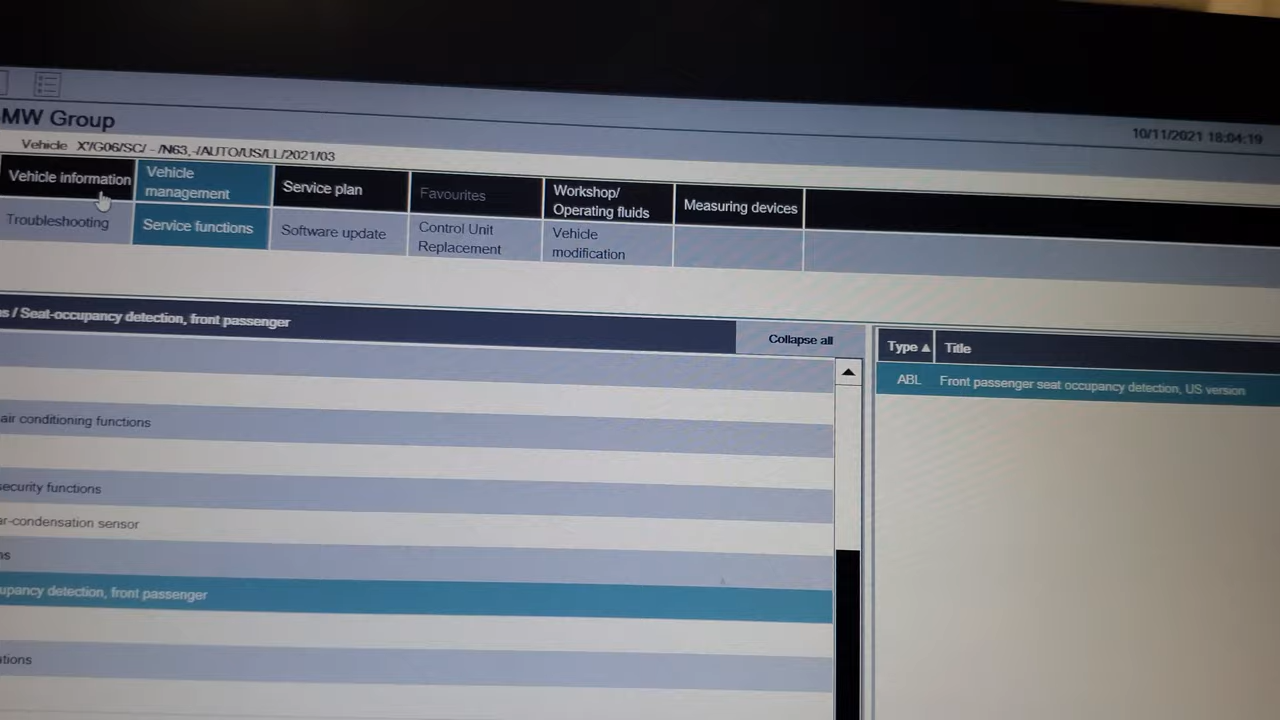 MW Group
10/11/2021 18:04:19
Vehicle X'/G06/SC/ - /N63,-/AUTO/US/LL/2021/03
Vehicle information
Vehicle management
Service plan
Favourites
Workshop/ Operating fluids
Measuring devices
Troubleshooting
Service functions
Software update
Control Unit Replacement
Vehicle modification
s / Seat-occupancy detection, front passenger
Collapse all
Type
Title
ABL Front passenger seat occupancy detection, US version
air conditioning functions
security functions
ar-condensation sensor
ns
upancy detection, front passenger
tions